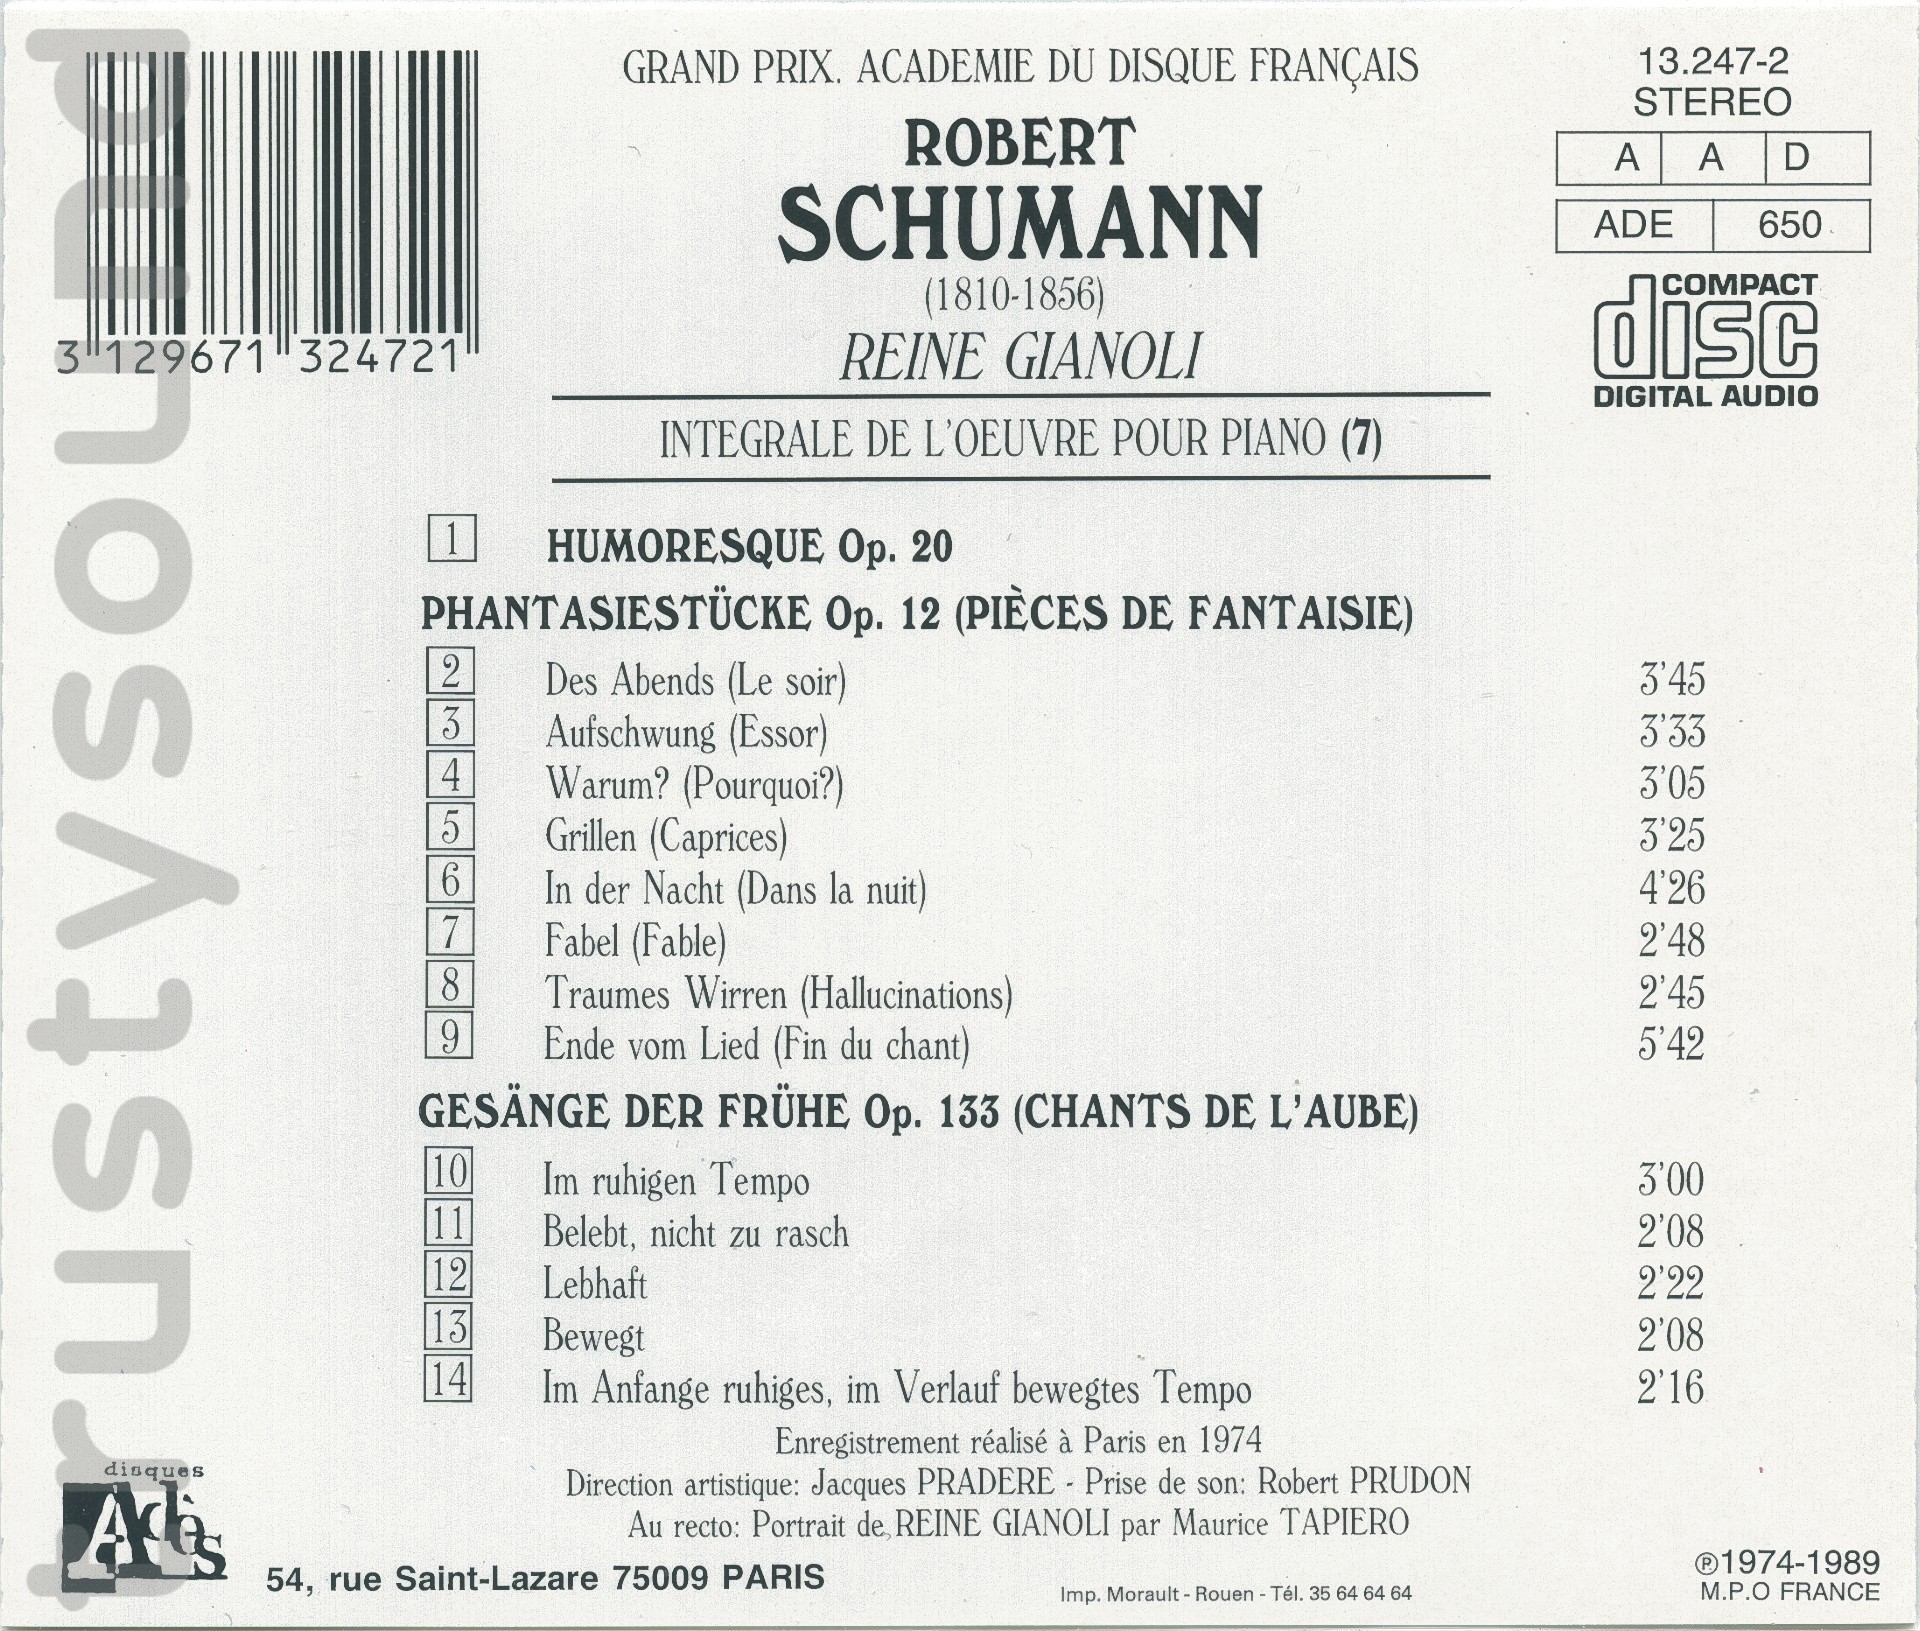 trustysound
3 129671 324721
GRAND PRIX. ACADEMIE DU DISQUE FRANÇAIS
ROBERT
SCHUMANN
(1810-1856)
REINE GIANOLI
INTEGRALE DE L'OEUVRE POUR PIANO (7)
13.247-2
STEREO
A A D
ADE 650
COMPACT
disc
DIGITAL AUDIO
1 HUMORESQUE Op. 20
PHANTASIESTÜCKE Op. 12 (PIÈCES DE FANTAISIE)
2 Des Abends (Le soir) 3'45
3 Aufschwung (Essor) 3'33
4 Warum? (Pourquoi?) 3'05
5 Grillen (Caprices) 3'25
6 In der Nacht (Dans la nuit) 4'26
7 Fabel (Fable) 2'48
8 Traumes Wirren (Hallucinations) 2'45
9 Ende vom Lied (Fin du chant) 5'42
GESÄNGE DER FRÜHE Op. 133 (CHANTS DE L'AUBE)
10 Im ruhigen Tempo 3'00
11 Belebt, nicht zu rasch 2'08
12 Lebhaft 2'22
13 Bewegt 2'08
14 Im Anfange ruhiges, im Verlauf bewegtes Tempo 2'16
Enregistrement réalisé à Paris en 1974
Direction artistique: Jacques PRADERE - Prise de son: Robert PRUDON
Au recto: Portrait de REINE GIANOLI par Maurice TAPIERO
disques
Adès
54, rue Saint-Lazare 75009 PARIS
Imp. Morault - Rouen - Tél. 35 64 64 64
℗1974-1989
M.P.O FRANCE